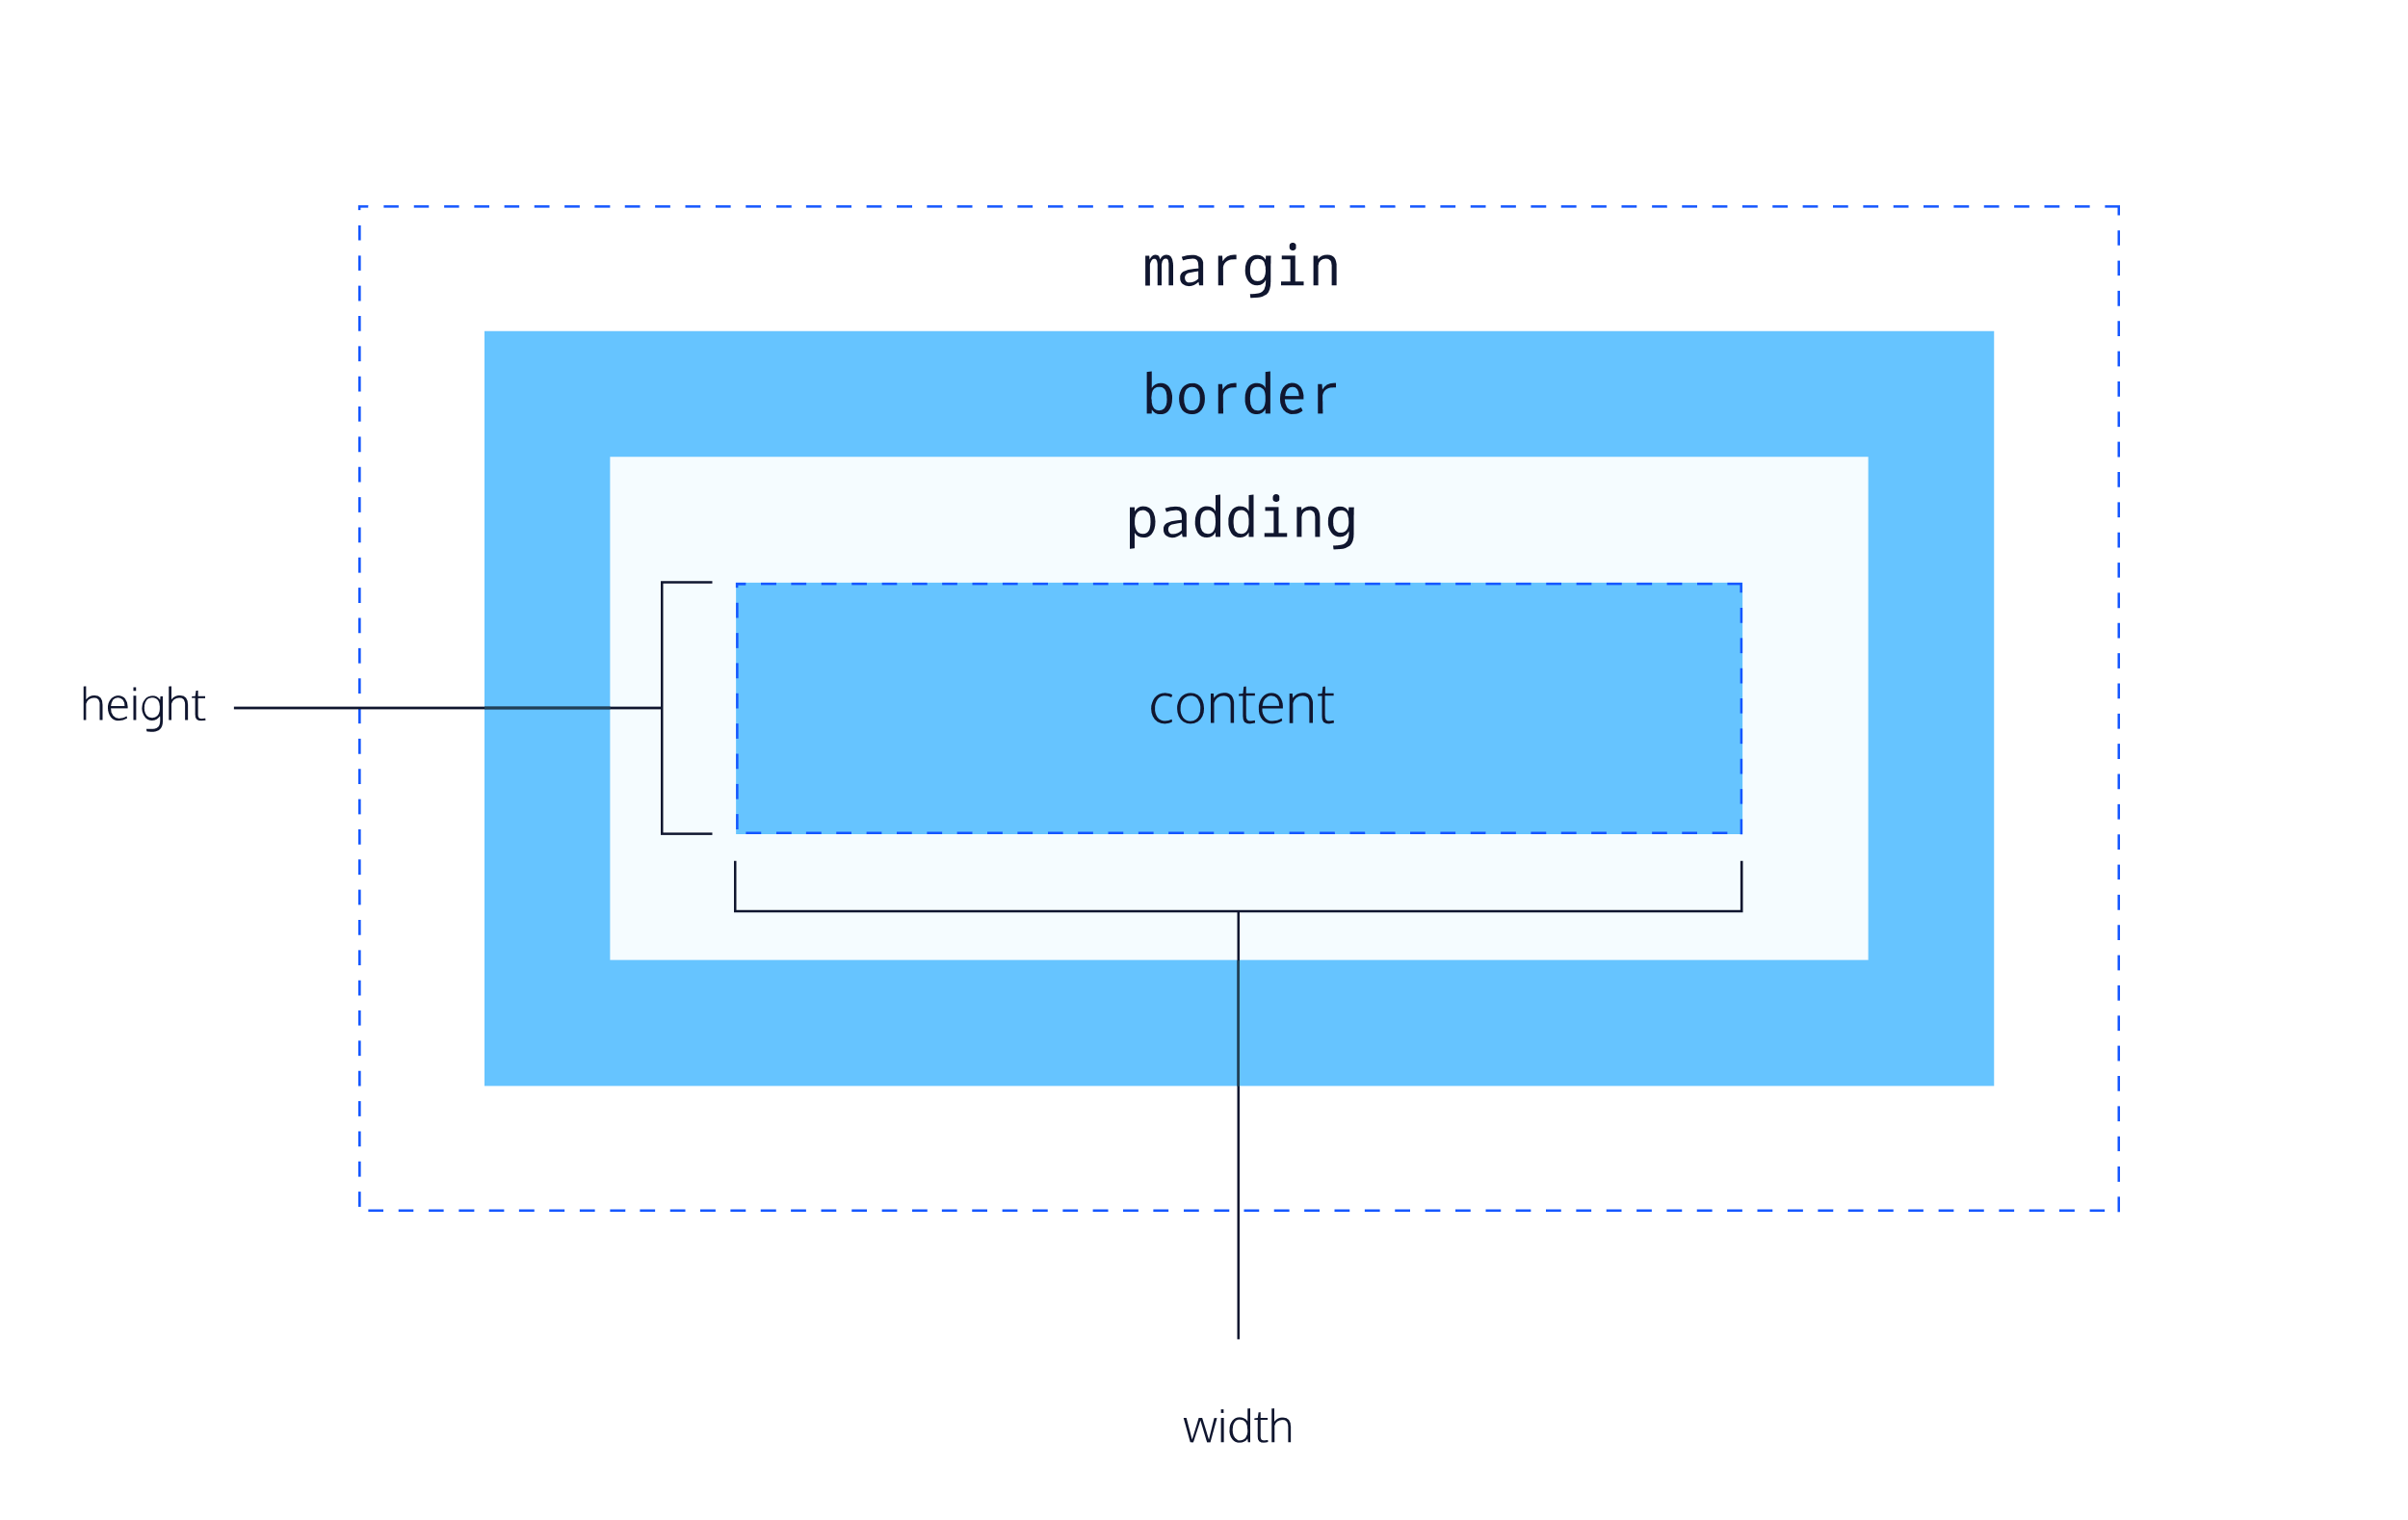 margin
border
padding
content
height
width